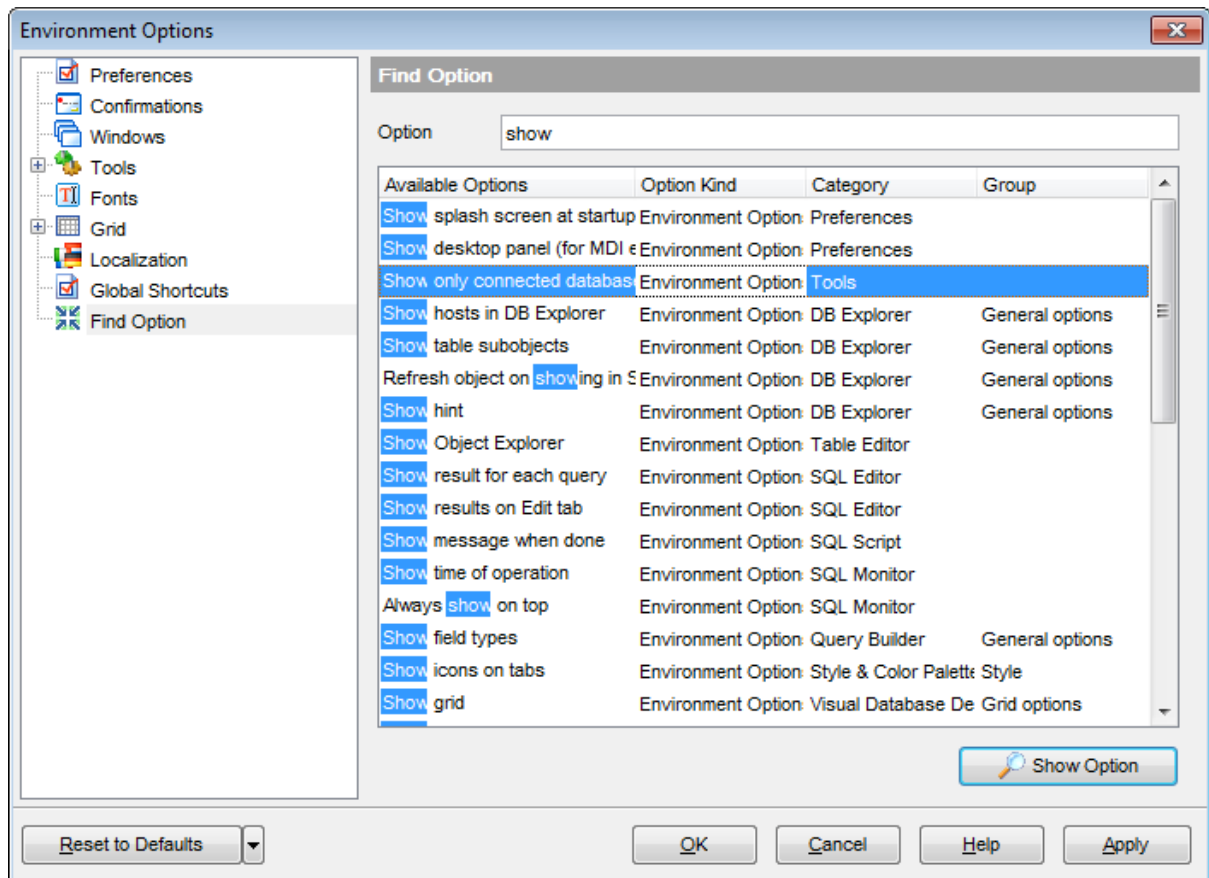 Environment Options
Preferences
Confirmations
Windows
Tools
Fonts
Grid
Localization
Global Shortcuts
Find Option
Find Option
Option show
Available Options Option Kind Category Group
Show splash screen at startup Environment Option Preferences
Show desktop panel (for MDI e Environment Option Preferences
Show only connected databas Environment Option Tools
Show hosts in DB Explorer Environment Option DB Explorer General options
Show table subobjects Environment Option DB Explorer General options
Refresh object on showing in S Environment Option DB Explorer General options
Show hint Environment Option DB Explorer General options
Show Object Explorer Environment Option Table Editor
Show result for each query Environment Option SQL Editor
Show results on Edit tab Environment Option SQL Editor
Show message when done Environment Option SQL Script
Show time of operation Environment Option SQL Monitor
Always show on top Environment Option SQL Monitor
Show field types Environment Option Query Builder General options
Show icons on tabs Environment Option Style & Color Palette Style
Show grid Environment Option Visual Database De Grid options
Show Option
Reset to Defaults OK Cancel Help Apply